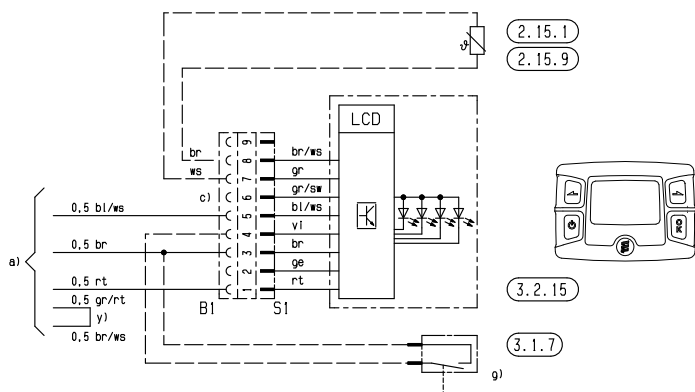 2.15.1
2.15.9
ϑ
LCD
br
ws
9
8
7
6
5
4
3
2
1
br/ws
gr
gr/sw
bl/ws
vi
br
ge
rt
c)
a)
0,5 bl/ws
0,5 br
0,5 rt
0,5 gr/rt
y)
0,5 br/ws
B1
S1
3.2.15
3.1.7
g)
OK